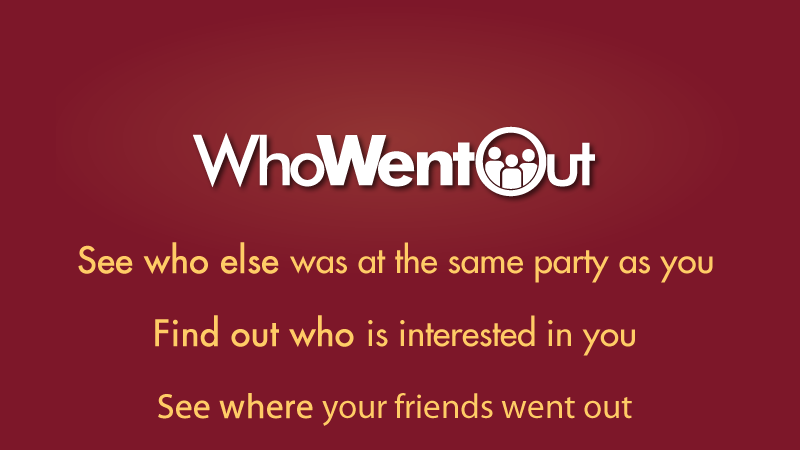 WhoWentOut
See who else was at the same party as you
Find out who is interested in you
See where your friends went out